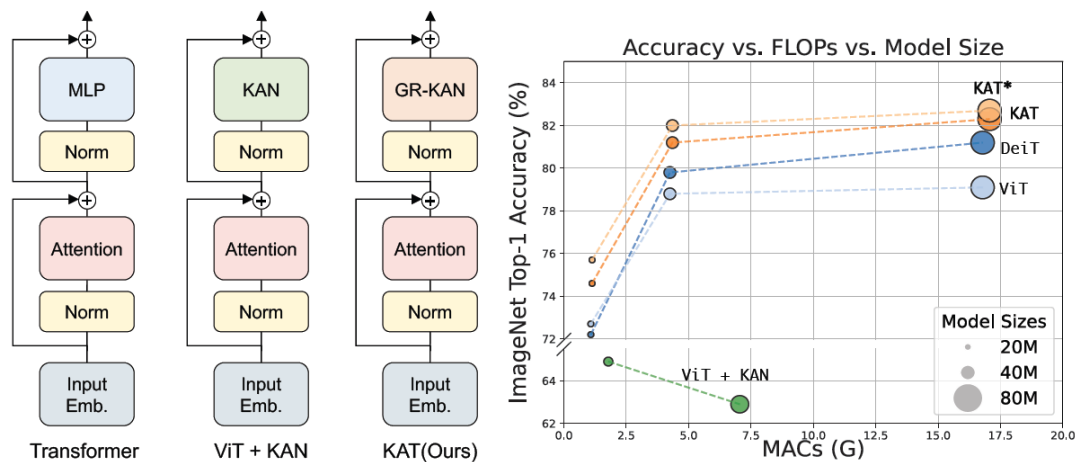 MLP
Norm
Attention
Norm
Input
Emb.
Transformer
KAN
Norm
Attention
Norm
Input
Emb.
ViT + KAN
GR-KAN
Norm
Attention
Norm
Input
Emb.
KAT(Ours)
Accuracy vs. FLOPs vs. Model Size
ImageNet Top-1 Accuracy (%)
84
82
80
78
76
74
72
64
62
KAT*
KAT
DeiT
ViT
ViT + KAN
Model Sizes
20M
40M
80M
0.0 2.5 5.0 7.5 10.0 12.5 15.0 17.5 20.0
MACs (G)